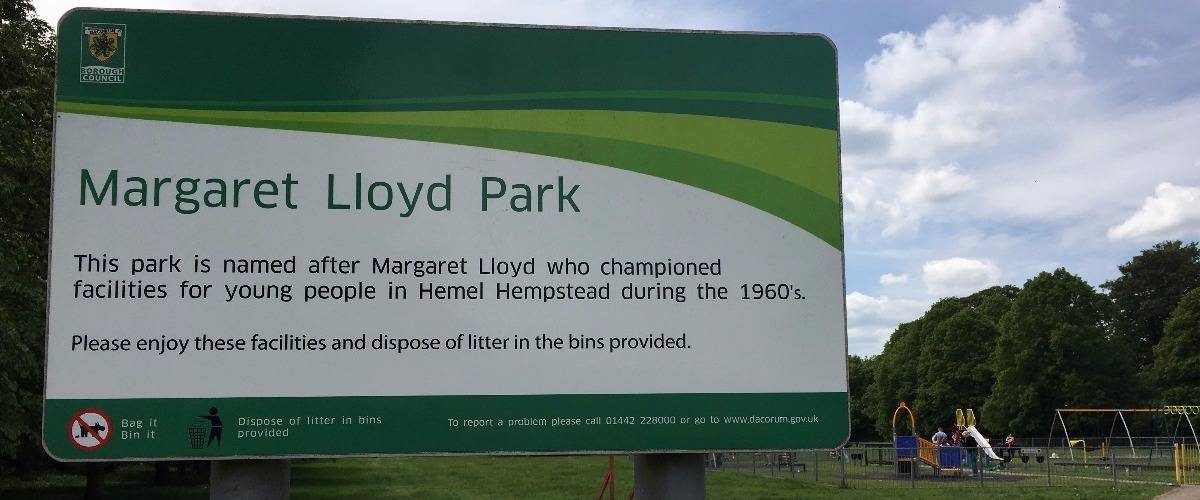 BOROUGH
COUNCIL
Margaret Lloyd Park
This park is named after Margaret Lloyd who championed
facilities for young people in Hemel Hempstead during the 1960's.
Please enjoy these facilities and dispose of litter in the bins provided.
Bag it
Bin it
Dispose of litter in bins
provided
To report a problem please call 01442 228000 or go to www.dacorum.gov.uk